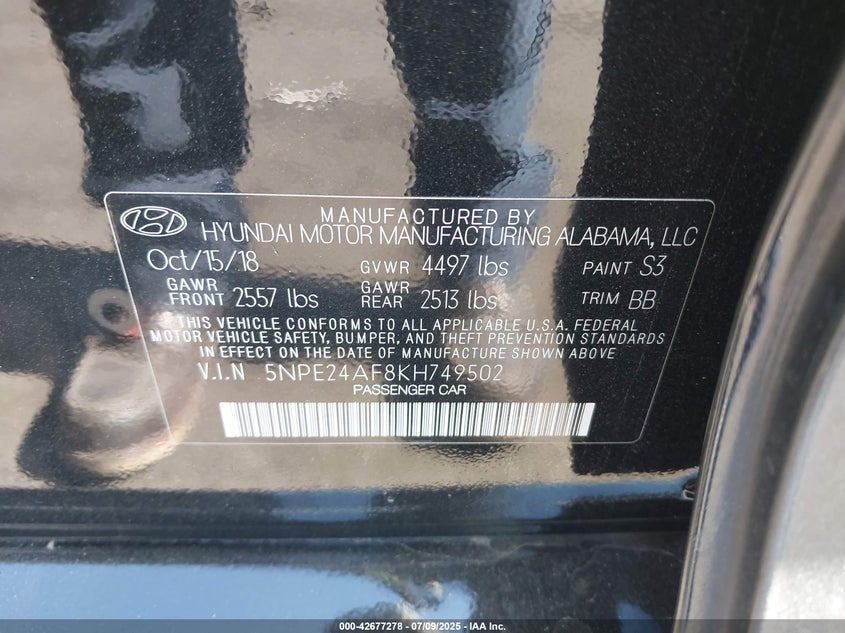 MANUFACTURED BY
HYUNDAI MOTOR MANUFACTURING ALABAMA, LLC
Oct/15/18 GVWR 4497 lbs PAINT S3
GAWR FRONT 2557 lbs GAWR REAR 2513 lbs TRIM BB
THIS VEHICLE CONFORMS TO ALL APPLICABLE U.S.A. FEDERAL
MOTOR VEHICLE SAFETY, BUMPER, AND THEFT PREVENTION STANDARDS
IN EFFECT ON THE DATE OF MANUFACTURE SHOWN ABOVE
V.I.N 5NPE24AF8KH749502
PASSENGER CAR
000-42677278 - 07/09/2025 - IAA Inc.